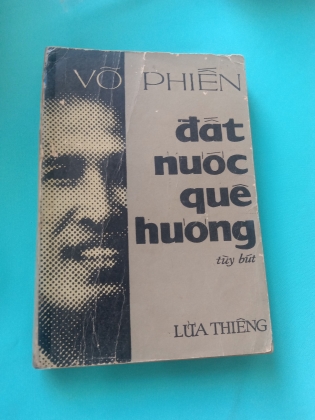 VÕ PHIẾN
đất
nước
quê
hương
tùy bút
LỬA THIÊNG